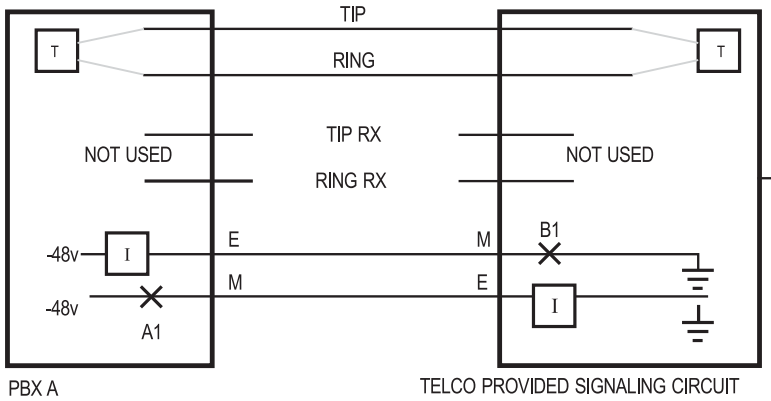 TIP
T
T
RING
TIP RX
NOT USED
NOT USED
RING RX
E
M
B1
-48v
I
M
E
-48v
I
A1
PBX A
TELCO PROVIDED SIGNALING CIRCUIT